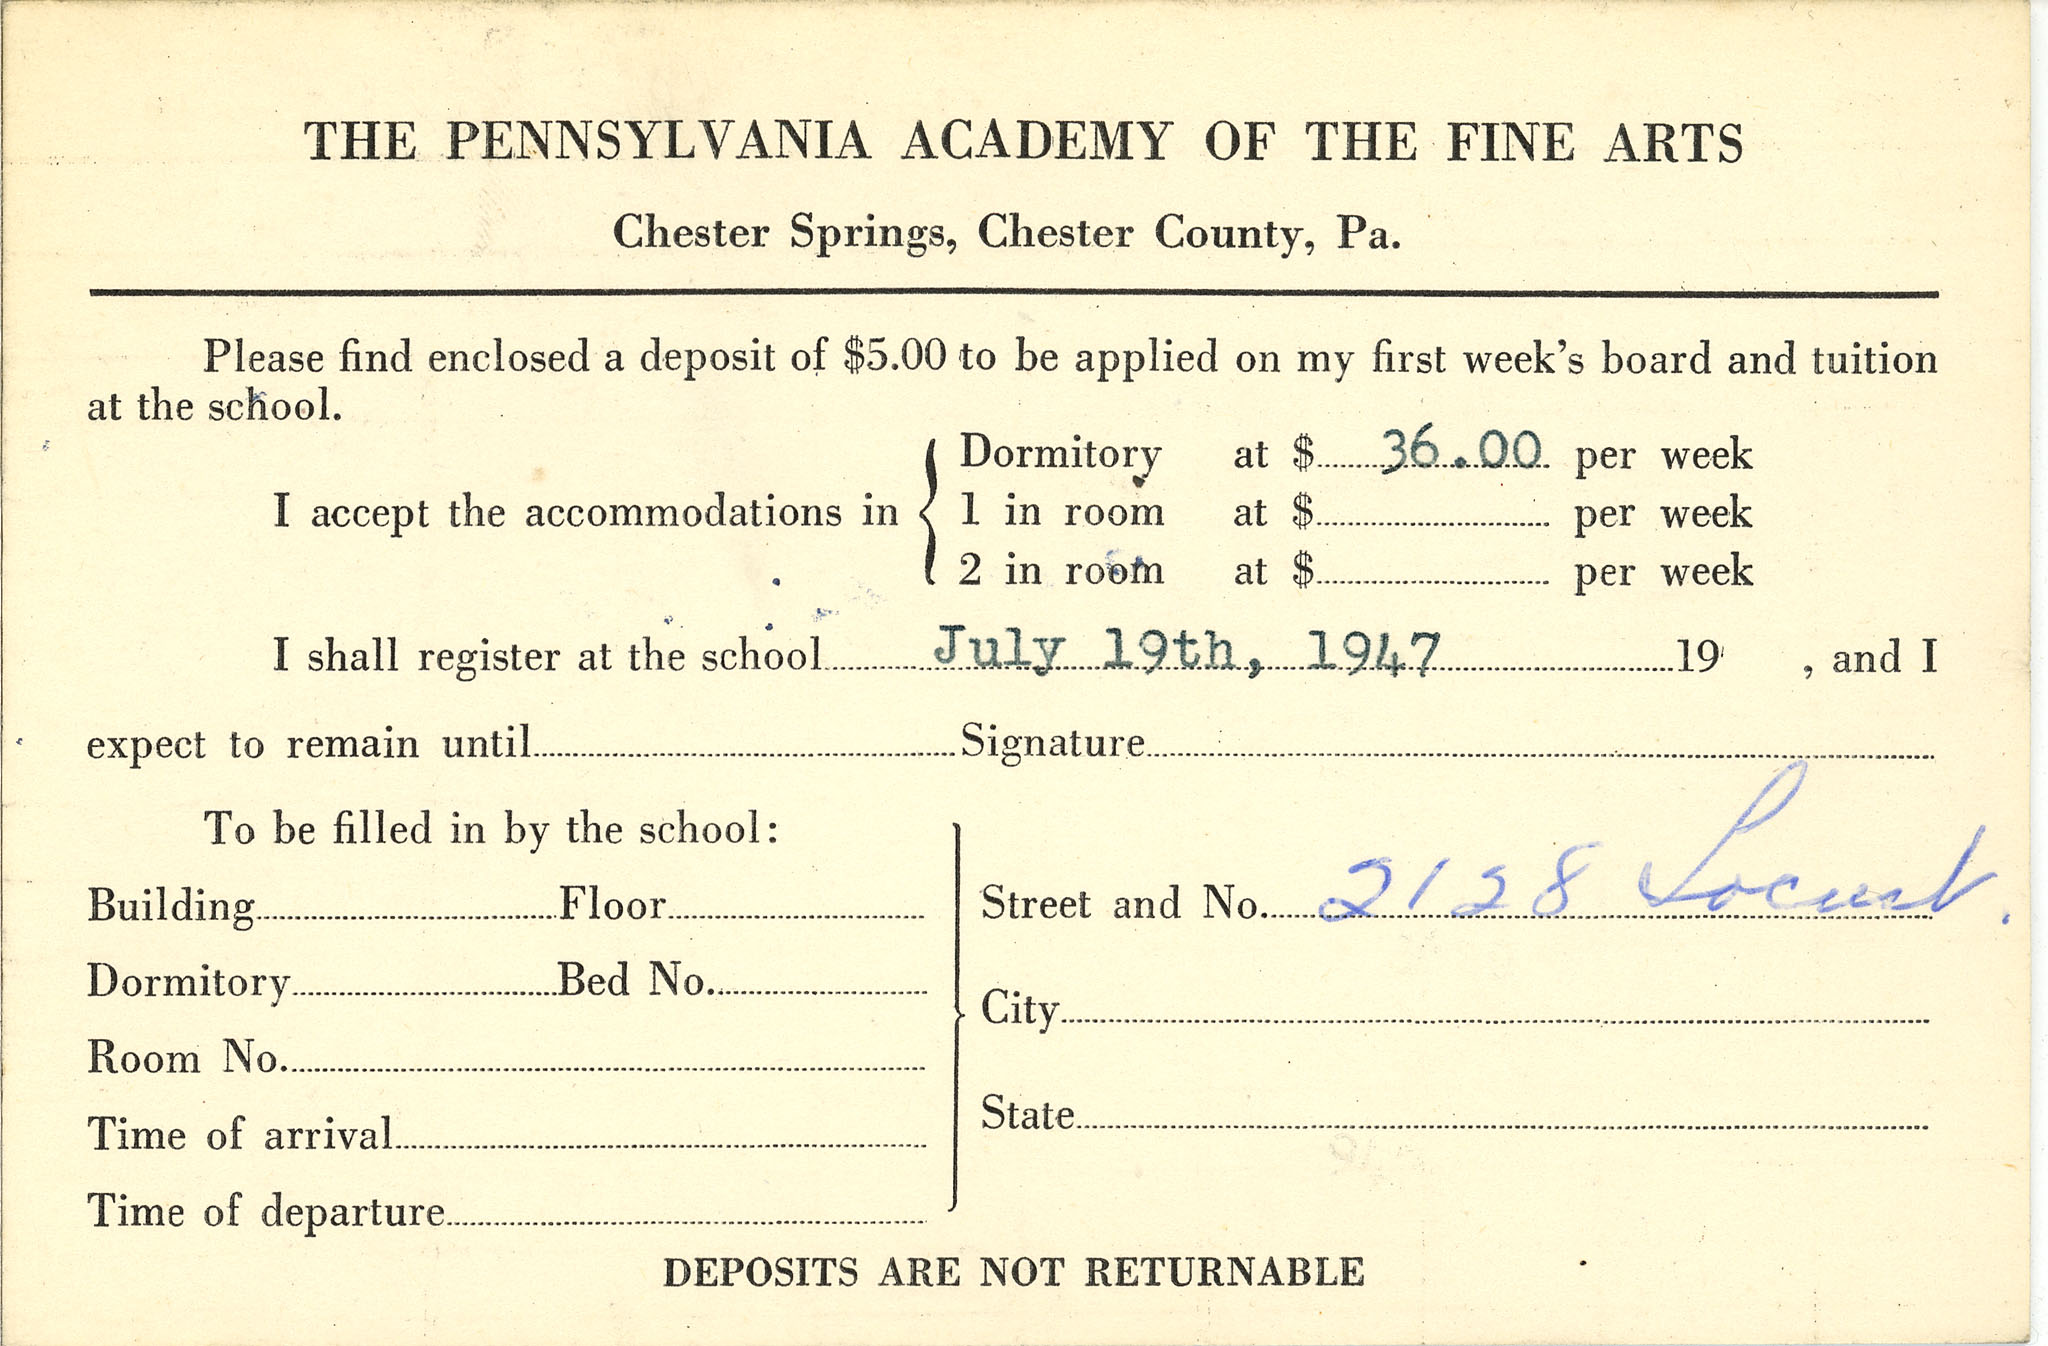 THE PENNSYLVANIA ACADEMY OF THE FINE ARTS
Chester Springs, Chester County, Pa.
Please find enclosed a deposit of $5.00 to be applied on my first week's board and tuition
at the school.
Dormitory at $ 36.00 per week
I accept the accommodations in { 1 in room at $ per week
2 in room at $ per week
I shall register at the school July 19th, 1947 19 , and I
expect to remain until Signature
To be filled in by the school:
Building Floor
Dormitory Bed No.
Room No.
Time of arrival
Time of departure
Street and No. 2128 Locust.
City
State
DEPOSITS ARE NOT RETURNABLE